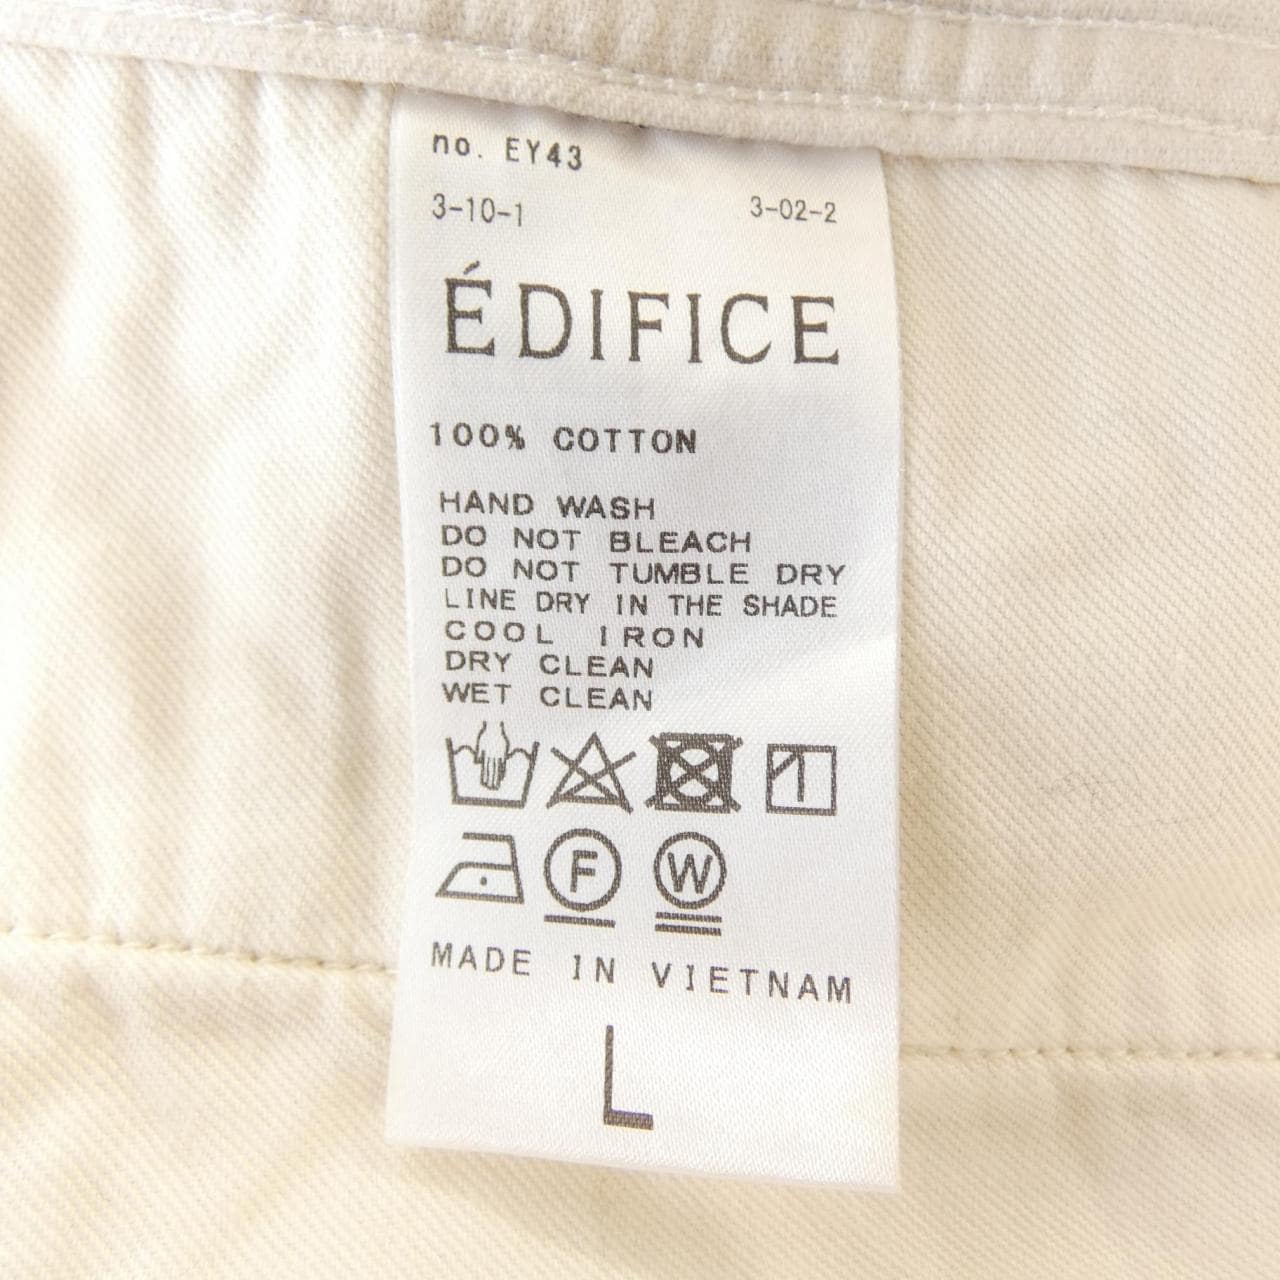 no. EY43
3-10-1 3-02-2
ÉDIFICE
100% COTTON
HAND WASH
DO NOT BLEACH
DO NOT TUMBLE DRY
LINE DRY IN THE SHADE
COOL IRON
DRY CLEAN
WET CLEAN
F W
MADE IN VIETNAM
L